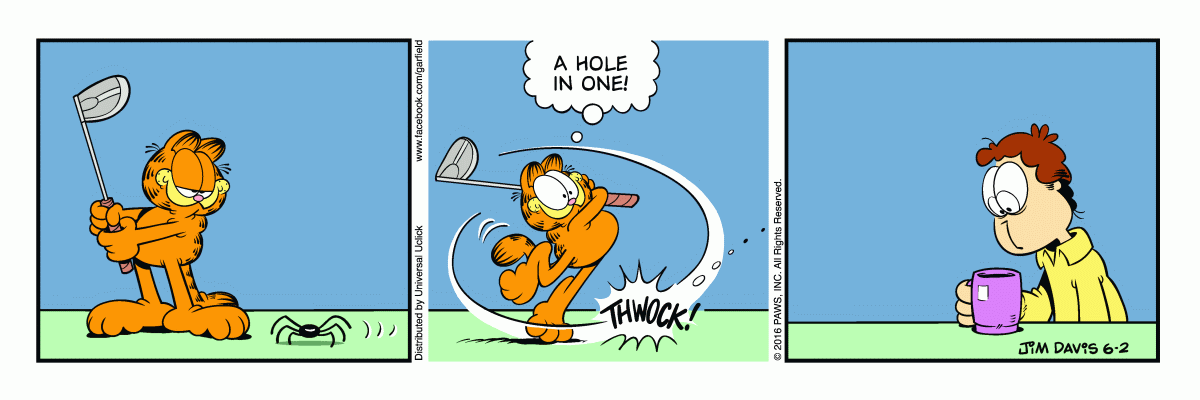 www.facebook.com/garfield
Distributed by Universal Uclick
A HOLE
IN ONE!
THWOCK!
© 2016 PAWS, INC. All Rights Reserved.
JIM DAVIS 6-2